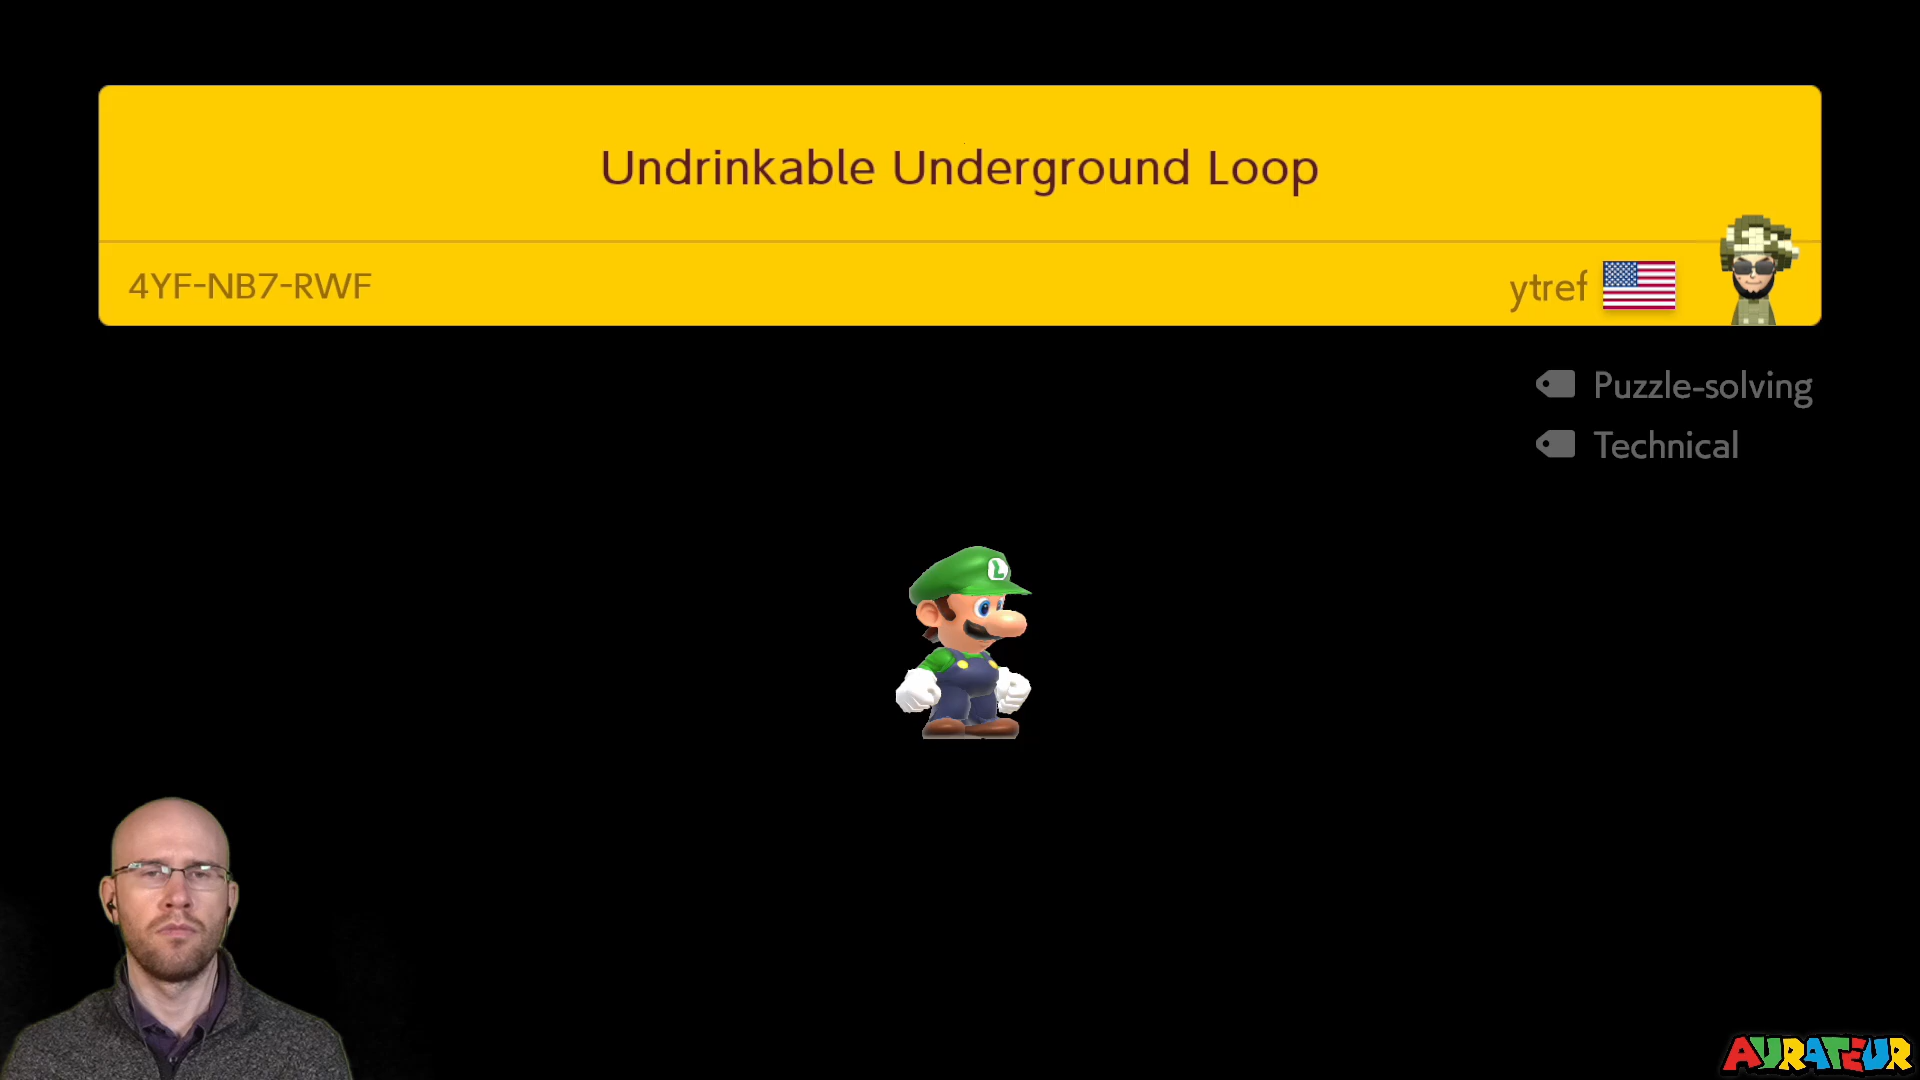 Undrinkable Underground Loop
4YF-NB7-RWF
ytref
Puzzle-solving
Technical
L
AURATEUR